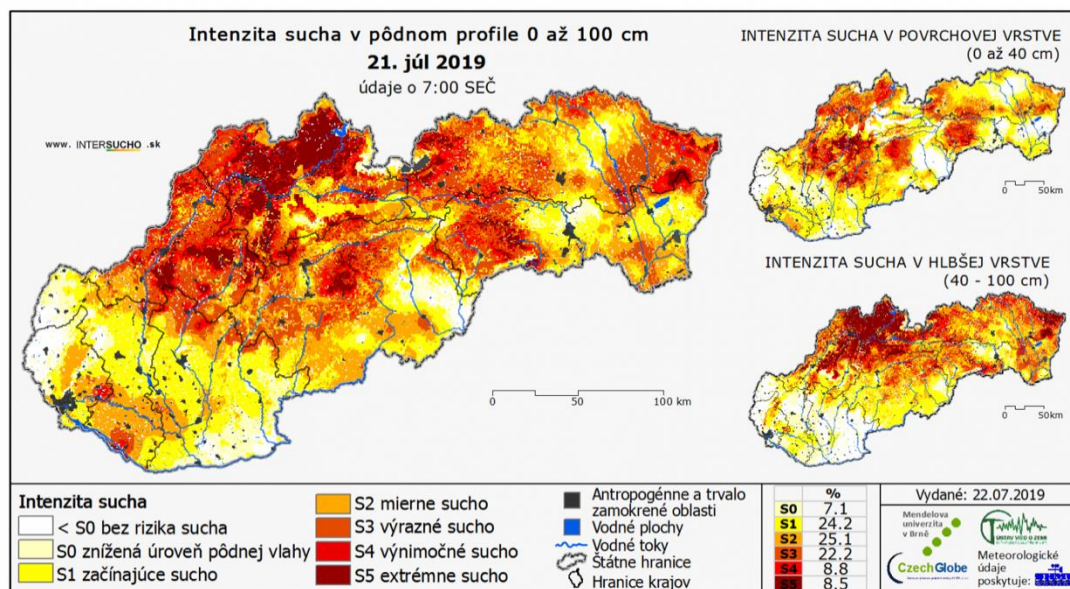 Intenzita sucha v pôdnom profile 0 až 100 cm
21. júl 2019
údaje o 7:00 SEČ
www. INTERSUCHO .sk
0 50 100 km
INTENZITA SUCHA V POVRCHOVEJ VRSTVE
(0 až 40 cm)
0 50km
INTENZITA SUCHA V HLBŠEJ VRSTVE
(40 - 100 cm)
0 50km
Intenzita sucha
< S0 bez rizika sucha
S0 znížená úroveň pôdnej vlahy
S1 začínajúce sucho
S2 mierne sucho
S3 výrazné sucho
S4 výnimočné sucho
S5 extrémne sucho
Antropogénne a trvalo
zamokrené oblasti
Vodné plochy
Vodné toky
Štátne hranice
Hranice krajov
%
S0 7.1
S1 24.2
S2 25.1
S3 22.2
S4 8.8
S5 8.5
Vydané: 22.07.2019
Mendelova
univerzita
v Brně
CzechGlobe
Meteorologické
údaje
poskytuje: